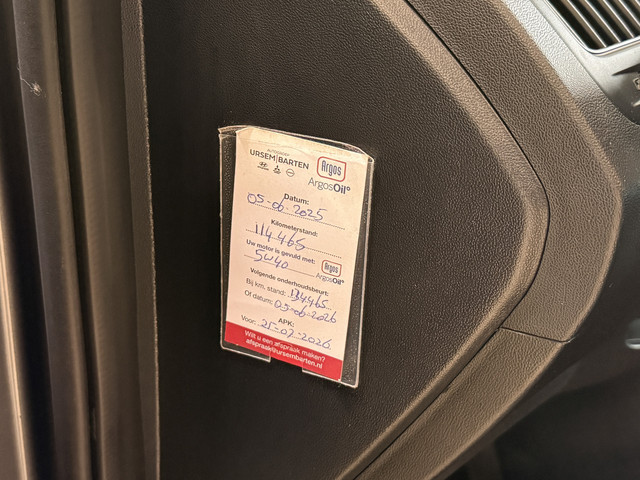 AUTOBEDRIJF
URSEM|BARTEN
Argos
ArgosOil
Datum:
05-06-2025
Kilometerstand:
114465
Uw motor is gevuld met:
5W40
Argos
ArgosOil
Volgende onderhoudsbeurt:
Bij km. stand: 134465
Of datum: 05-06-2026
APK:
Voor: 21-07-2026
Wilt u een afspraak maken?
afspraak@ursembarten.nl